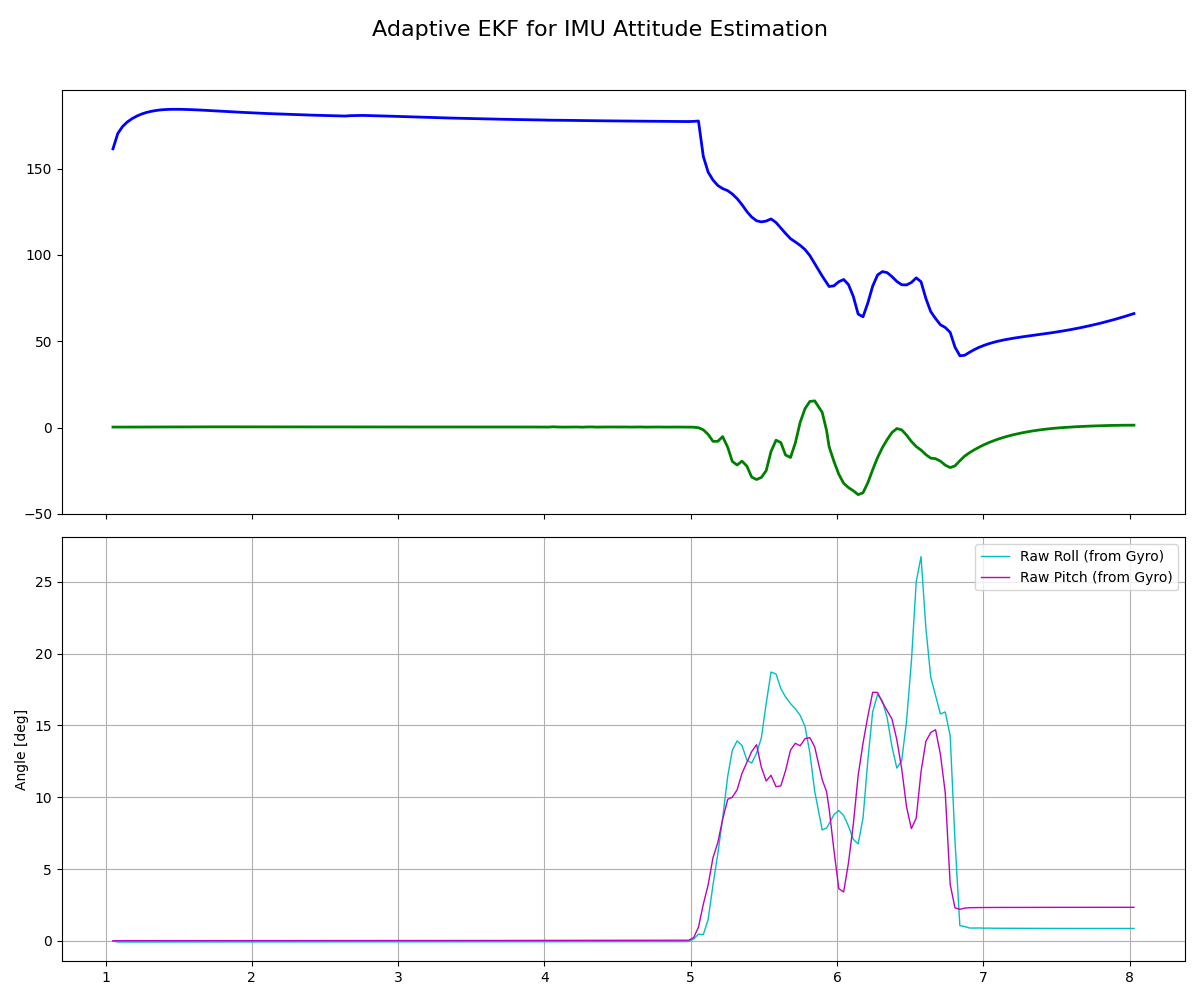 Adaptive EKF for IMU Attitude Estimation
150
100
50
0
−50
Raw Roll (from Gyro)
Raw Pitch (from Gyro)
Angle [deg]
25
20
15
10
5
0
1 2 3 4 5 6 7 8